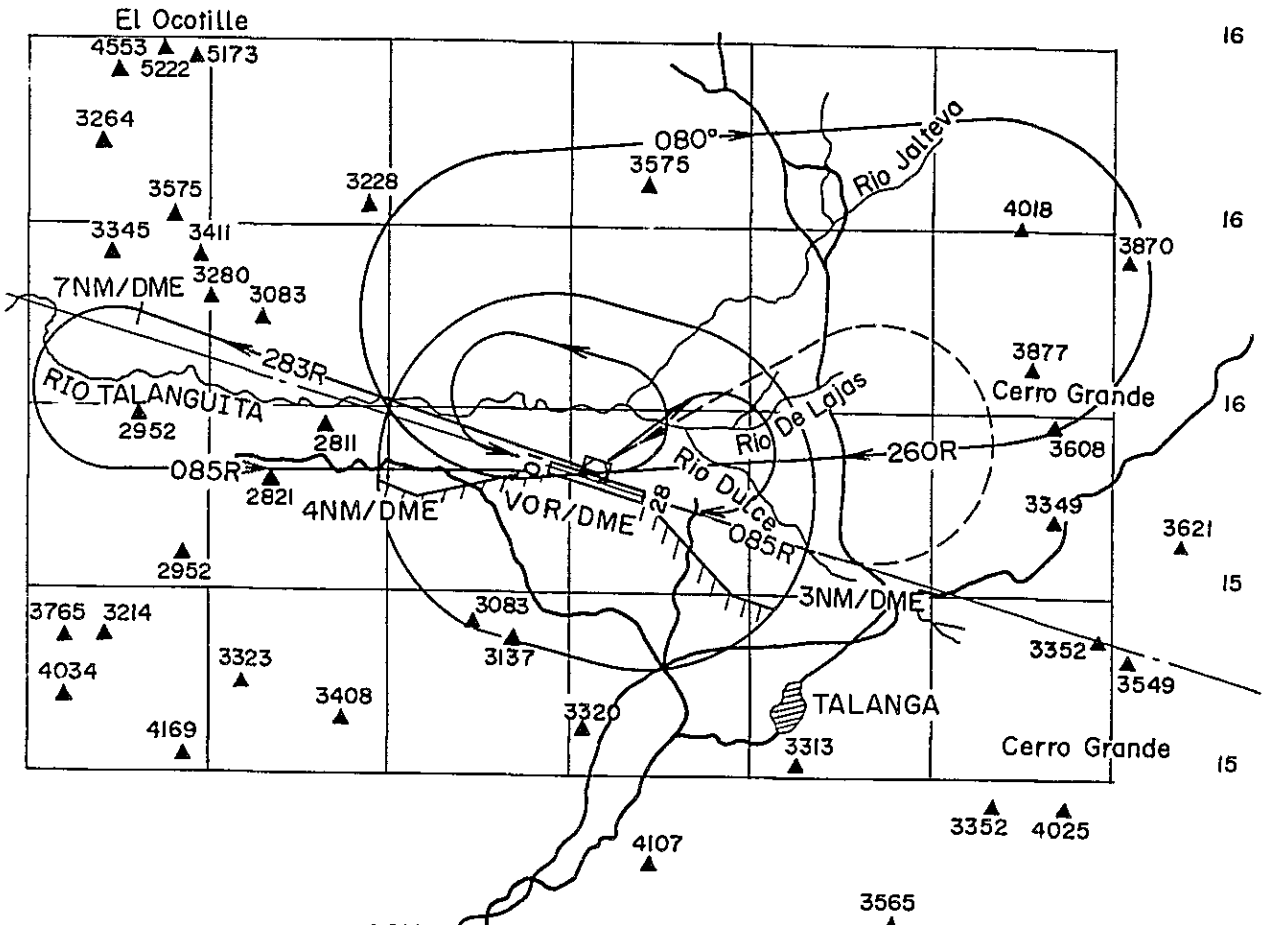 El Ocotille
16
4553
5173
5222
3264
080°
3575
Rio Jalteva
3575
3228
16
3345
3411
4018
3870
3280
7NM/DME
3083
283R
3877
RIO TALANGUITA
Cerro Grande
16
2952
2811
Rio De Lajas
260R
3608
085R
Rio Dulce
2821
4NM/DME
VOR/DME
28
085R
3349
3621
2952
15
3NM/DME
3765
3214
3083
3137
3352
4034
3323
3549
3408
3320
TALANGA
4169
3313
Cerro Grande
15
3352
4025
4107
3565